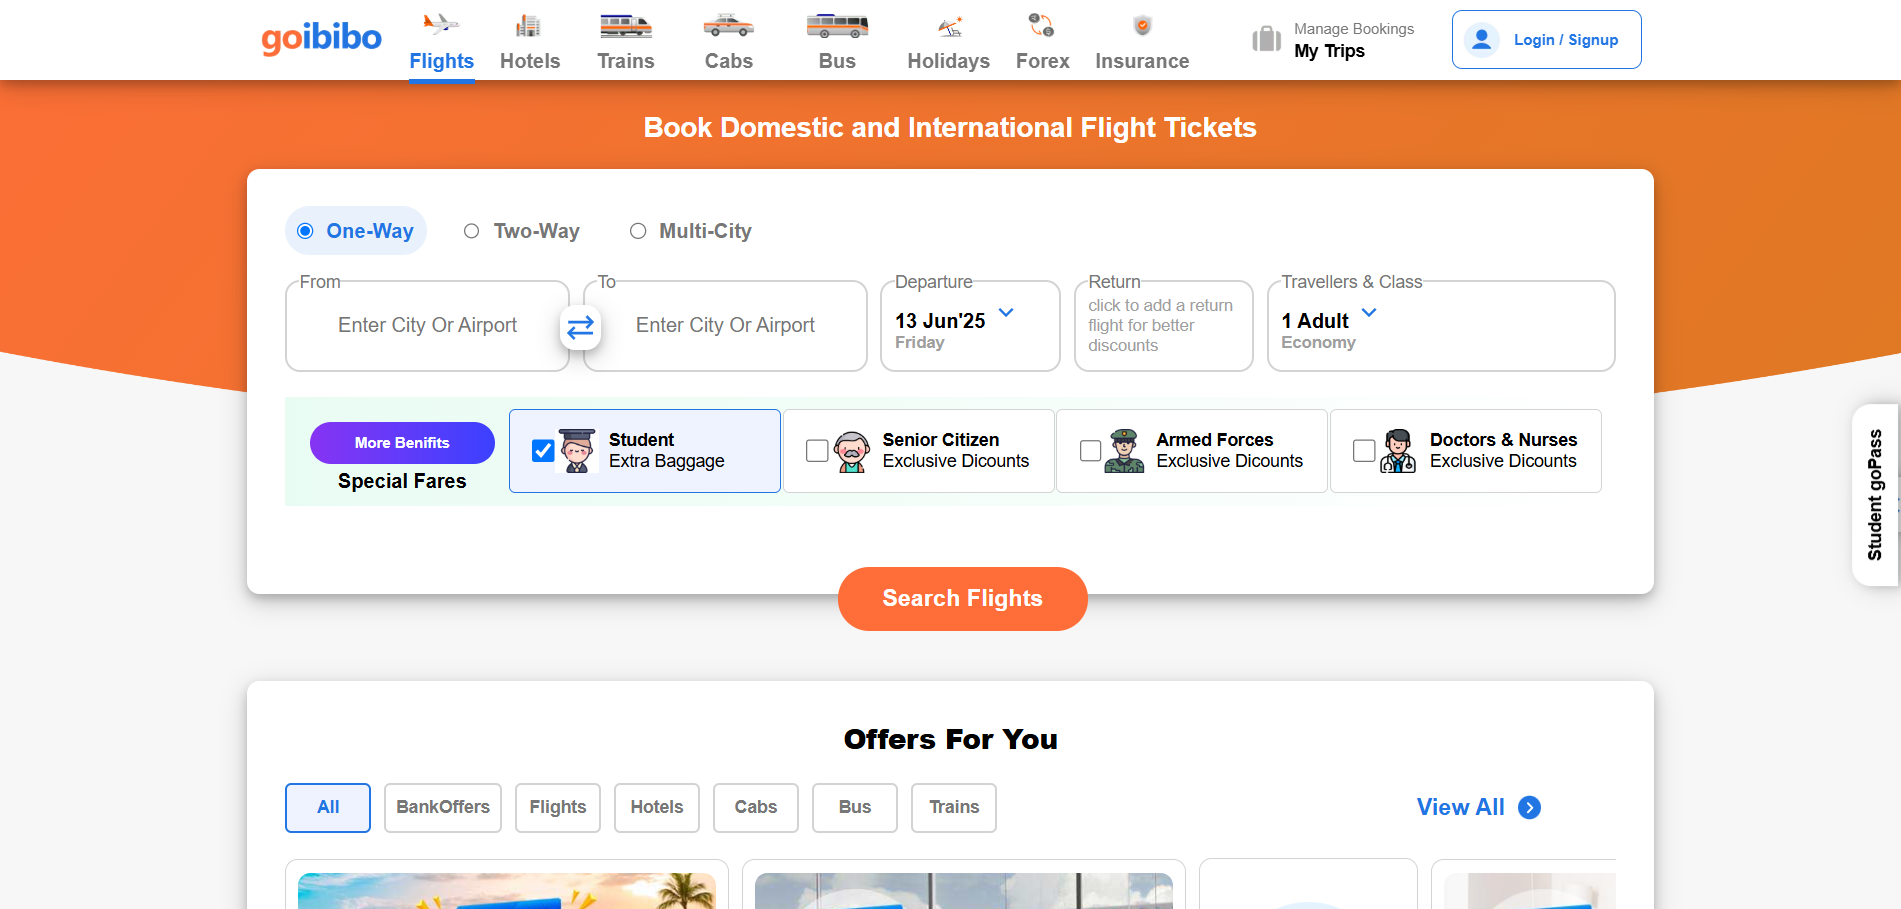 goibibo
Flights
Hotels
Trains
Cabs
Bus
Holidays
Forex
Insurance
Manage Bookings
My Trips
Login / Signup
Book Domestic and International Flight Tickets
One-Way
Two-Way
Multi-City
From
Enter City Or Airport
To
Enter City Or Airport
Departure
13 Jun'25
Friday
Return
click to add a return
flight for better
discounts
Travellers & Class
1 Adult
Economy
More Benifits
Special Fares
Student
Extra Baggage
Senior Citizen
Exclusive Dicounts
Armed Forces
Exclusive Dicounts
Doctors & Nurses
Exclusive Dicounts
Student goPass
Search Flights
Offers For You
All
BankOffers
Flights
Hotels
Cabs
Bus
Trains
View All